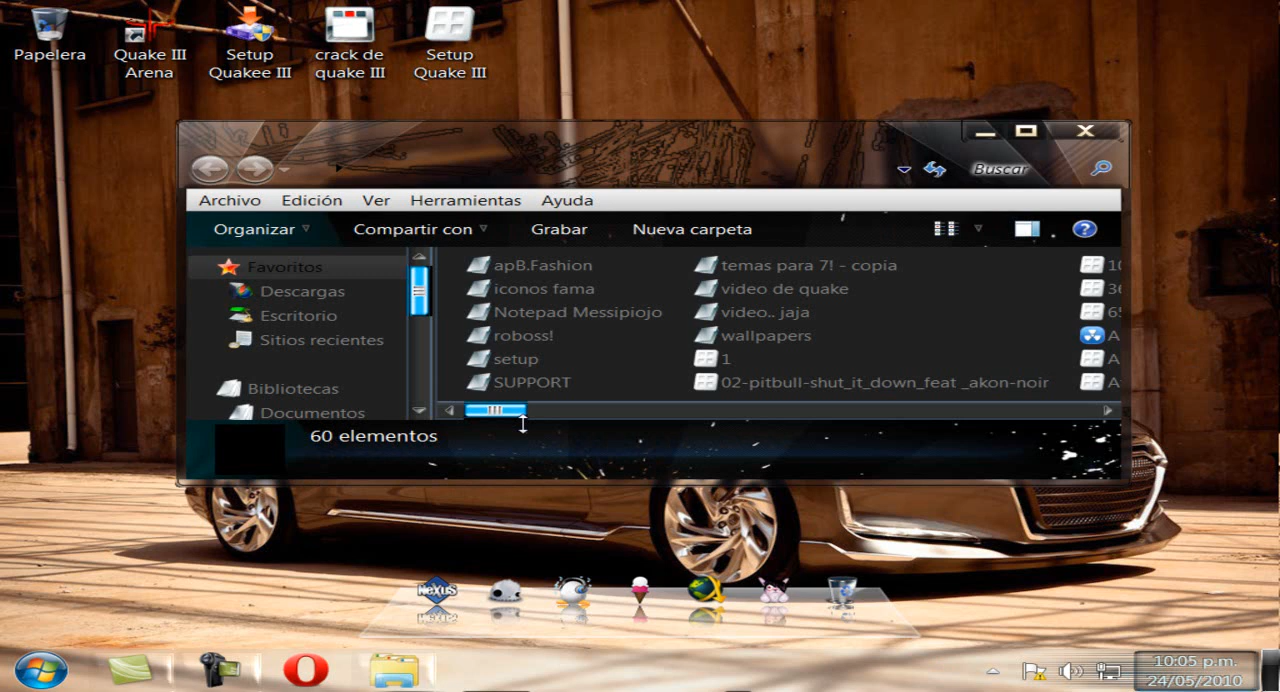 Papelera
Quake III
Arena
Setup
Quakee III
crack de
quake III
Setup
Quake III
Buscar
Archivo Edición Ver Herramientas Ayuda
Organizar Compartir con Grabar Nueva carpeta
Favoritos
Descargas
Escritorio
Sitios recientes
Bibliotecas
Documentos
apB.Fashion
iconos fama
Notepad Messipiojo
roboss!
setup
SUPPORT
temas para 7! - copia
video de quake
video.. jaja
wallpapers
1
02-pitbull-shut_it_down_feat _akon-noir
60 elementos
NeXuS
10:05 p.m.
24/05/2010